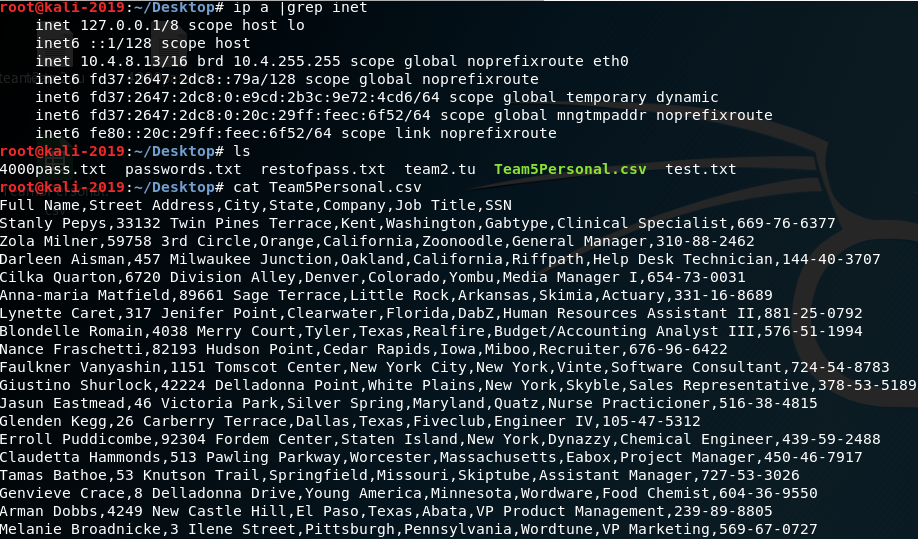 root@kali-2019:~/Desktop# ip a |grep inet
    inet 127.0.0.1/8 scope host lo
    inet6 ::1/128 scope host
    inet 10.4.8.13/16 brd 10.4.255.255 scope global noprefixroute eth0
    inet6 fd37:2647:2dc8::79a/128 scope global noprefixroute
    inet6 fd37:2647:2dc8:0:e9cd:2b3c:9e72:4cd6/64 scope global temporary dynamic
    inet6 fd37:2647:2dc8:0:20c:29ff:feec:6f52/64 scope global mngtmpaddr noprefixroute
    inet6 fe80::20c:29ff:feec:6f52/64 scope link noprefixroute
root@kali-2019:~/Desktop# ls
4000pass.txt  passwords.txt  restofpass.txt  team2.tu  Team5Personal.csv  test.txt
root@kali-2019:~/Desktop# cat Team5Personal.csv
Full Name,Street Address,City,State,Company,Job Title,SSN
Stanly Pepys,33132 Twin Pines Terrace,Kent,Washington,Gabtype,Clinical Specialist,669-76-6377
Zola Milner,59758 3rd Circle,Orange,California,Zoonoodle,General Manager,310-88-2462
Darleen Aisman,457 Milwaukee Junction,Oakland,California,Riffpath,Help Desk Technician,144-40-3707
Cilka Quarton,6720 Division Alley,Denver,Colorado,Yombu,Media Manager I,654-73-0031
Anna-maria Matfield,89661 Sage Terrace,Little Rock,Arkansas,Skimia,Actuary,331-16-8689
Lynette Caret,317 Jenifer Point,Clearwater,Florida,DabZ,Human Resources Assistant II,881-25-0792
Blondelle Romain,4038 Merry Court,Tyler,Texas,Realfire,Budget/Accounting Analyst III,576-51-1994
Nance Fraschetti,82193 Hudson Point,Cedar Rapids,Iowa,Miboo,Recruiter,676-96-6422
Faulkner Vanyashin,1151 Tomscot Center,New York City,New York,Vinte,Software Consultant,724-54-8783
Giustino Shurlock,42224 Delladonna Point,White Plains,New York,Skyble,Sales Representative,378-53-5189
Jasun Eastmead,46 Victoria Park,Silver Spring,Maryland,Quatz,Nurse Practicioner,516-38-4815
Glenden Kegg,26 Carberry Terrace,Dallas,Texas,Fiveclub,Engineer IV,105-47-5312
Erroll Puddicombe,92304 Fordem Center,Staten Island,New York,Dynazzy,Chemical Engineer,439-59-2488
Claudetta Hammonds,513 Pawling Parkway,Worcester,Massachusetts,Eabox,Project Manager,450-46-7917
Tamas Bathoe,53 Knutson Trail,Springfield,Missouri,Skiptube,Assistant Manager,727-53-3026
Genvieve Crace,8 Delladonna Drive,Young America,Minnesota,Wordware,Food Chemist,604-36-9550
Arman Dobbs,4249 New Castle Hill,El Paso,Texas,Abata,VP Product Management,239-89-8805
Melanie Broadnicke,3 Ilene Street,Pittsburgh,Pennsylvania,Wordtune,VP Marketing,569-67-0727